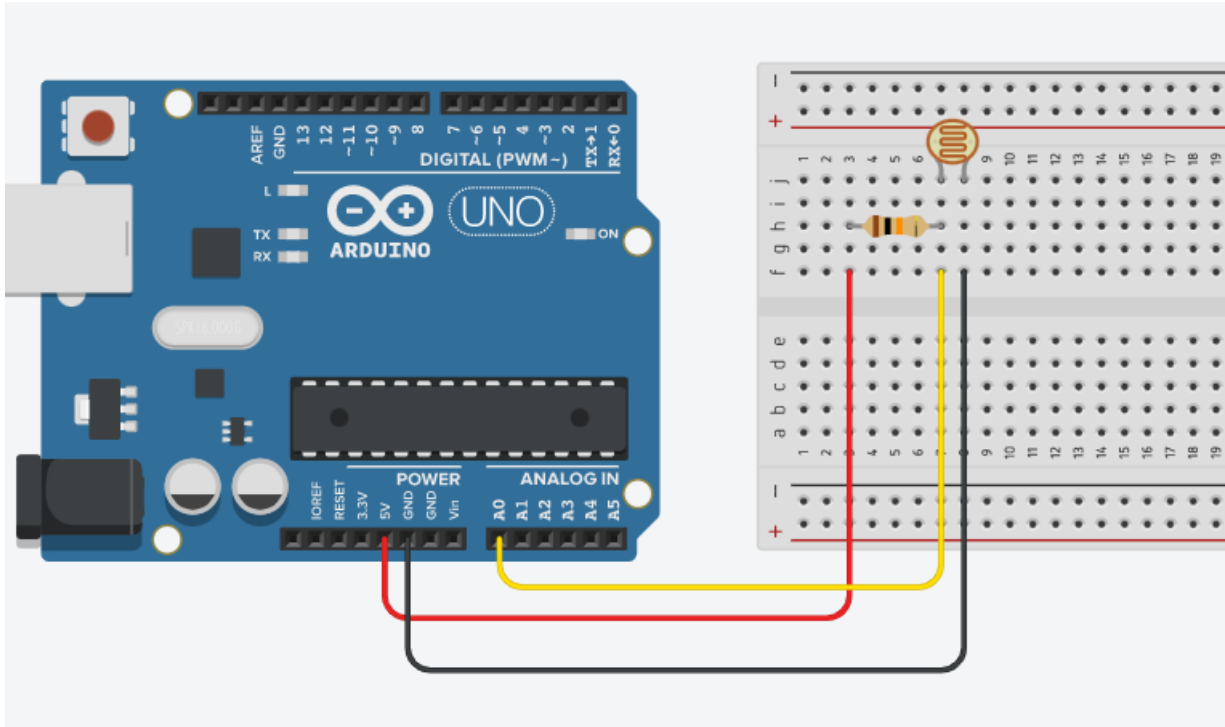 AREF
GND
13
12
~11
~10
~9
8
7
~6
~5
4
~3
2
TX→1
RX←0
DIGITAL (PWM ~)
L
TX
RX
ARDUINO
UNO
ON
SPK16.000G
POWER
ANALOG IN
IOREF
RESET
3.3V
5V
GND
GND
Vin
A0
A1
A2
A3
A4
A5
-
+
1 2 3 4 5 6 9 10 11 12 13 14 15 16 17 18 19
j
i
h
g
f
e
d
c
b
a
1 2 3 4 5 6 7 8 9 10 11 12 13 14 15 16 17 18 19
-
+